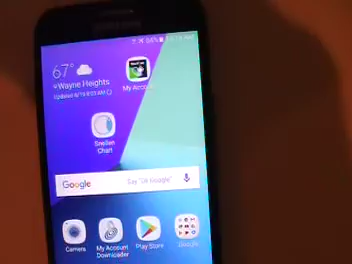 67°
Wayne Heights
My Account
Snellen
Chart
Google
Say "Ok Google"
Camera
My Account
Downloader
Play Store
Google